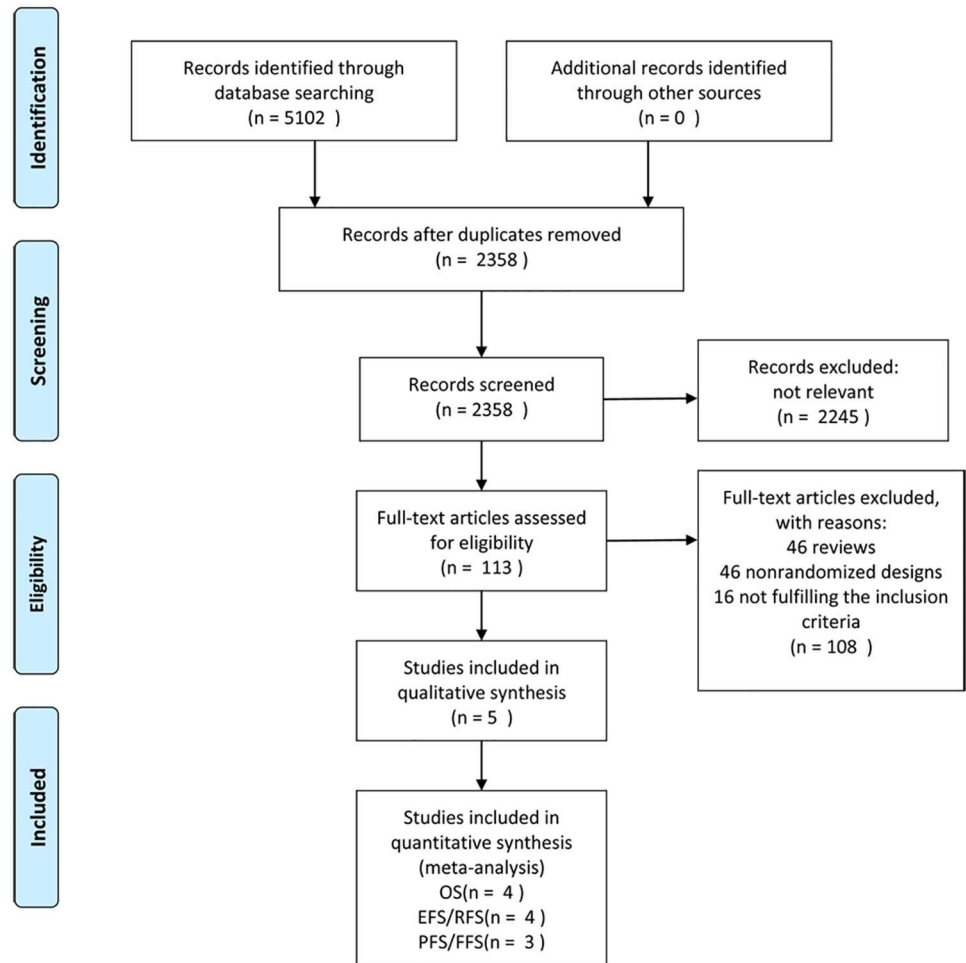 Identification
Records identified through
database searching
(n = 5102 )
Additional records identified
through other sources
(n = 0 )
Records after duplicates removed
(n = 2358 )
Screening
Records screened
(n = 2358 )
Records excluded:
not relevant
(n = 2245 )
Eligibility
Full-text articles assessed
for eligibility
(n = 113 )
Full-text articles excluded,
with reasons:
46 reviews
46 nonrandomized designs
16 not fulfilling the inclusion
criteria
(n = 108 )
Studies included in
qualitative synthesis
(n = 5 )
Included
Studies included in
quantitative synthesis
(meta-analysis)
OS(n = 4 )
EFS/RFS(n = 4 )
PFS/FFS(n = 3 )